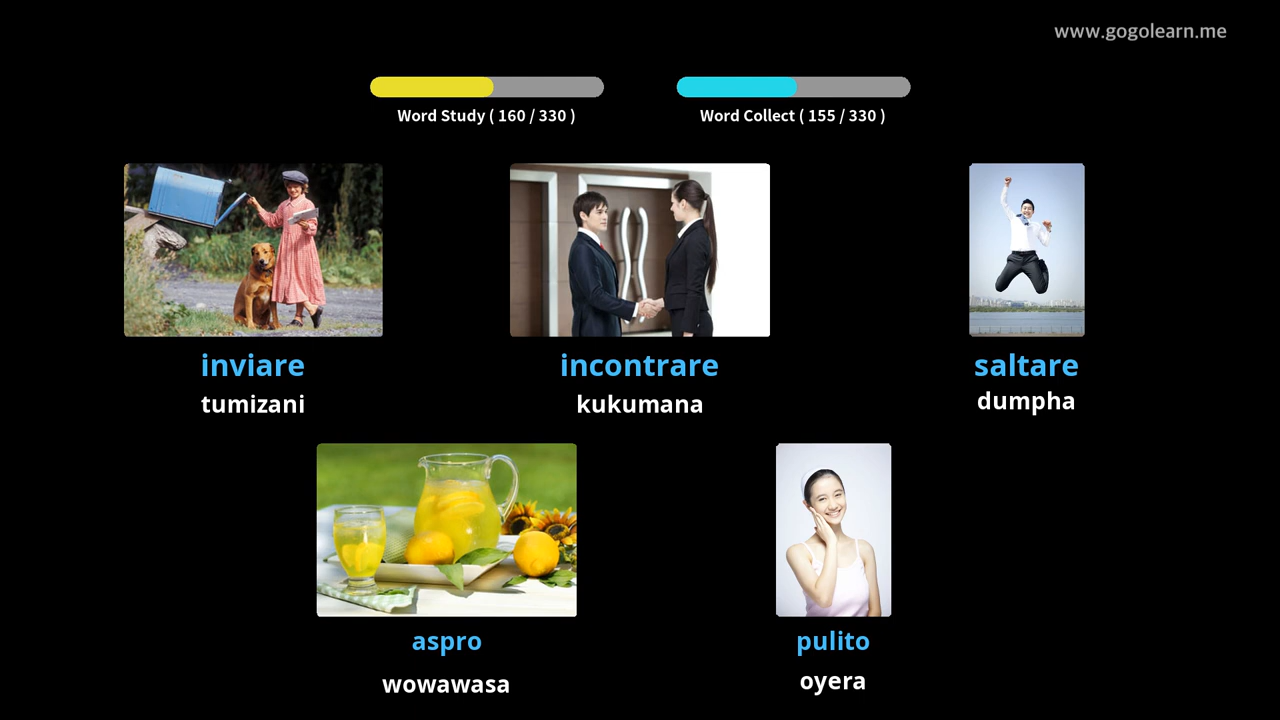 www.gogolearn.me
Word Study ( 160 / 330 )
Word Collect ( 155 / 330 )
inviare
tumizani
incontrare
kukumana
saltare
dumpha
aspro
wowawasa
pulito
oyera